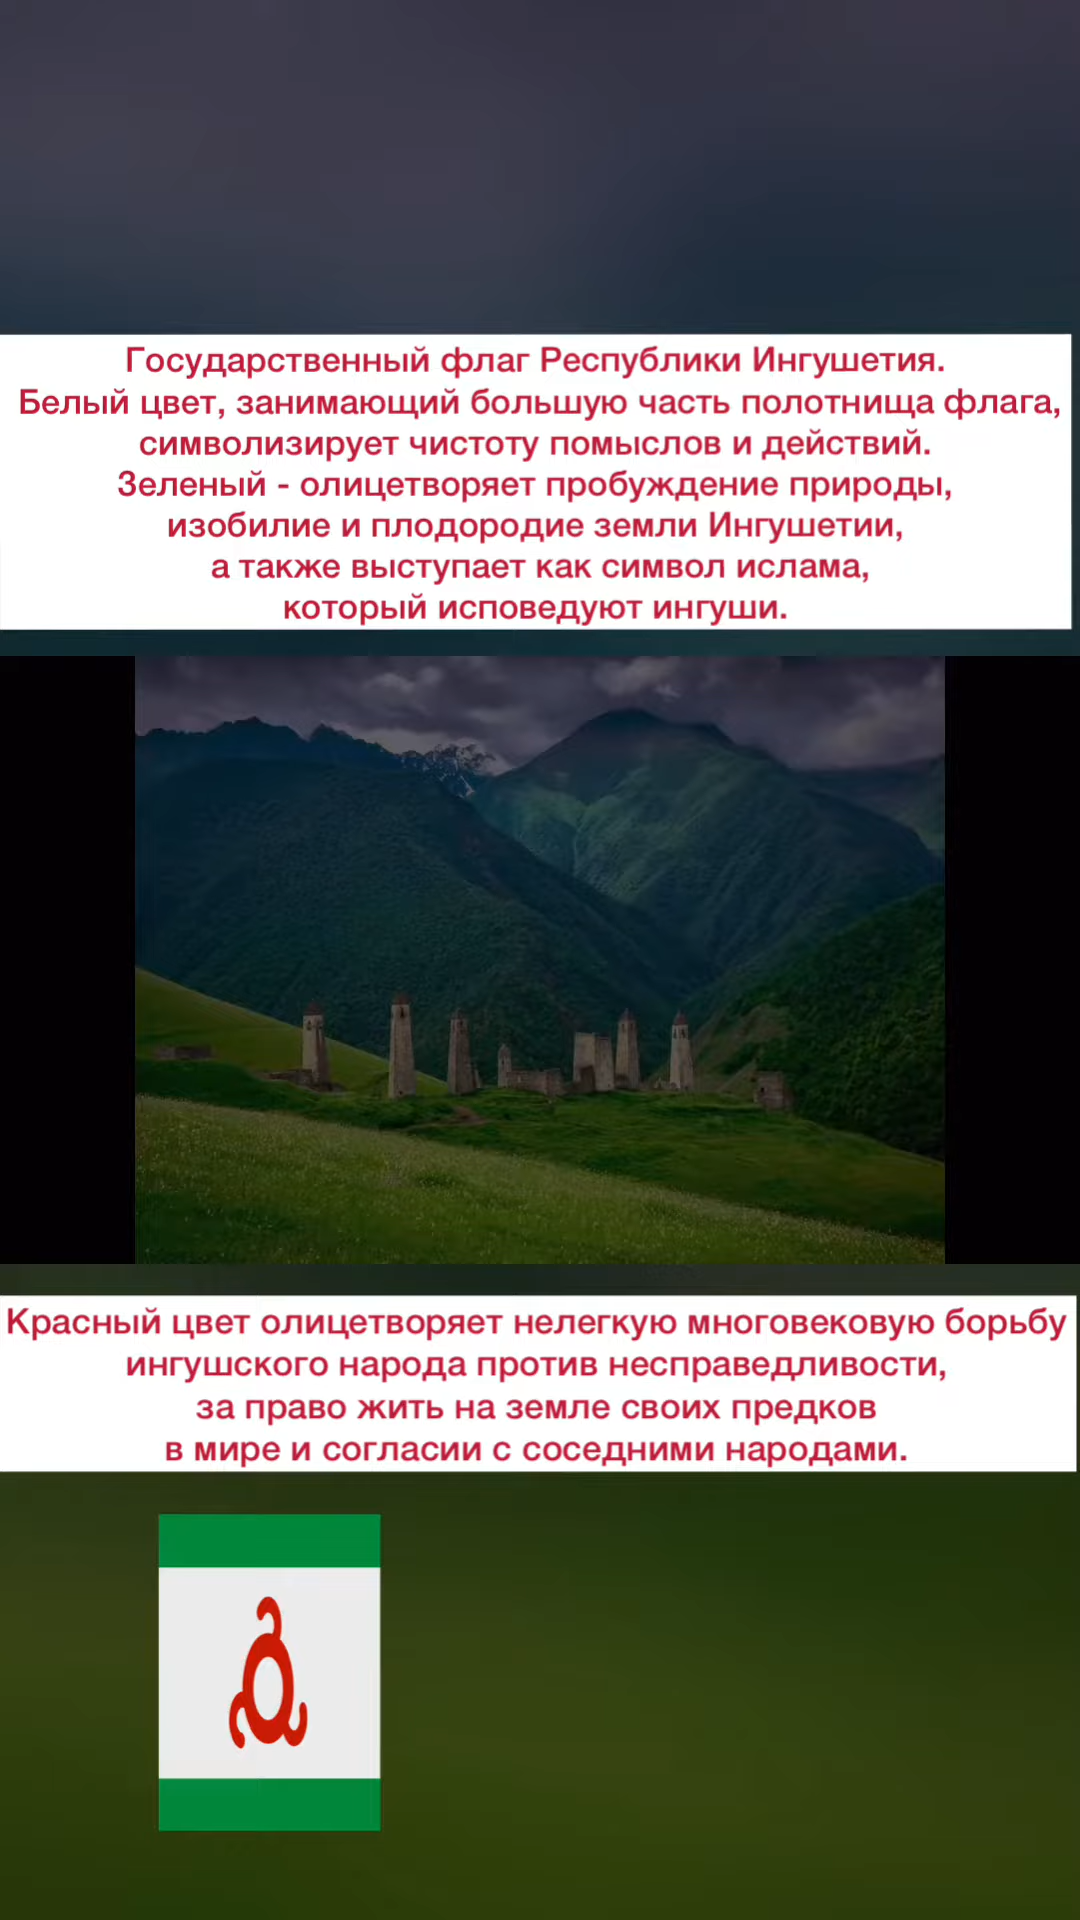 Государственный флаг Республики Ингушетия.
Белый цвет, занимающий большую часть полотнища флага,
символизирует чистоту помыслов и действий.
Зеленый - олицетворяет пробуждение природы,
изобилие и плодородие земли Ингушетии,
а также выступает как символ ислама,
который исповедуют ингуши.
Красный цвет олицетворяет нелегкую многовековую борьбу
ингушского народа против несправедливости,
за право жить на земле своих предков
в мире и согласии с соседними народами.